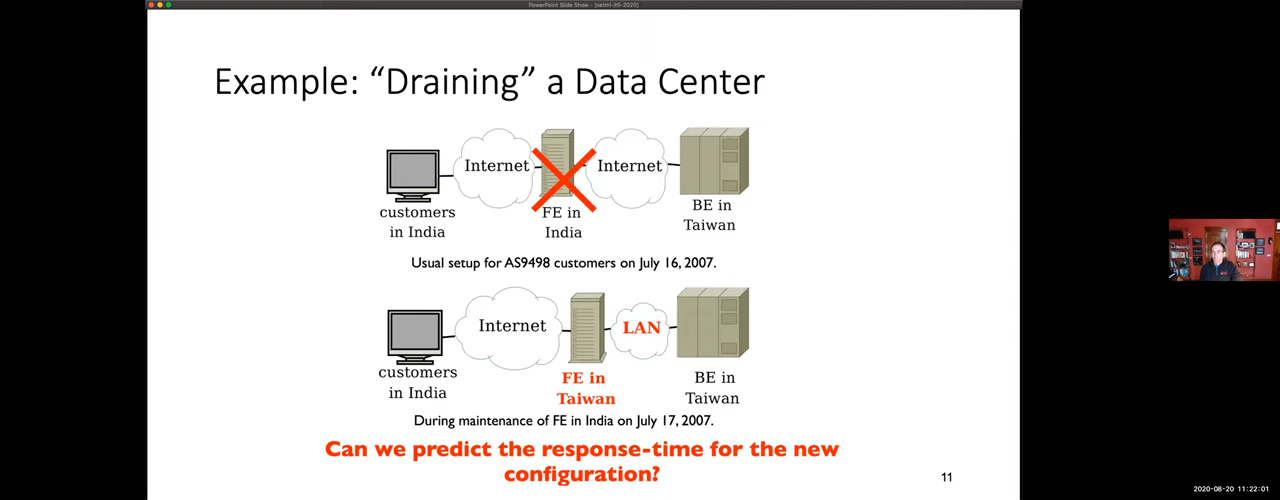 PowerPoint Slide Show - [netml-itfi-2020]
Example: “Draining” a Data Center
Internet
Internet
customers
in India
FE in
India
BE in
Taiwan
Usual setup for AS9498 customers on July 16, 2007.
Internet
LAN
customers
in India
FE in
Taiwan
BE in
Taiwan
During maintenance of FE in India on July 17, 2007.
Can we predict the response-time for the new
configuration?
11
2020-08-20 11:22:01